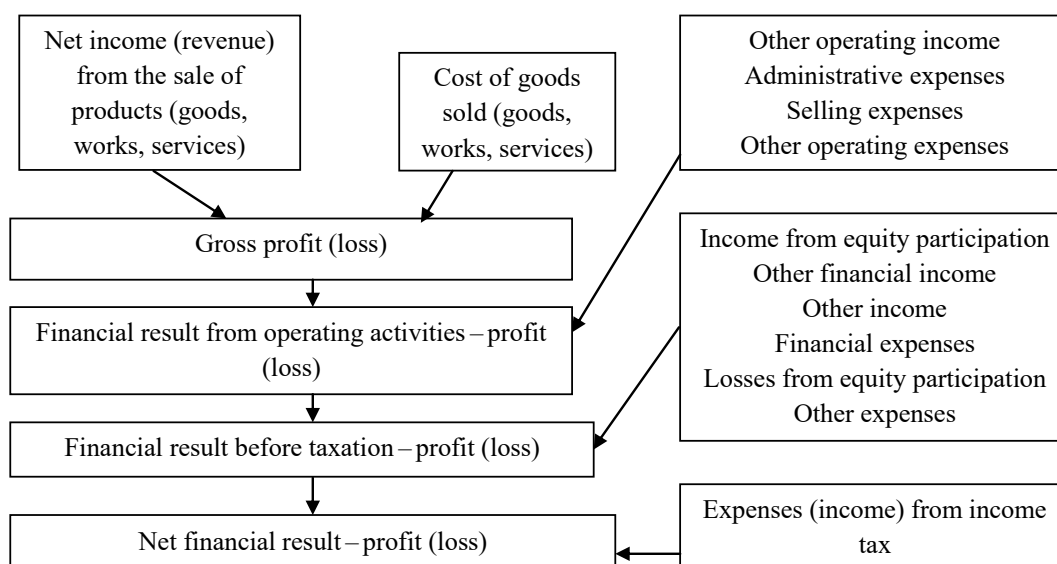 Net income (revenue)
from the sale of
products (goods,
works, services)
Cost of goods
sold (goods,
works, services)
Other operating income
Administrative expenses
Selling expenses
Other operating expenses
Gross profit (loss)
Income from equity participation
Other financial income
Other income
Financial expenses
Losses from equity participation
Other expenses
Financial result from operating activities – profit
(loss)
Financial result before taxation – profit (loss)
Expenses (income) from income
tax
Net financial result – profit (loss)